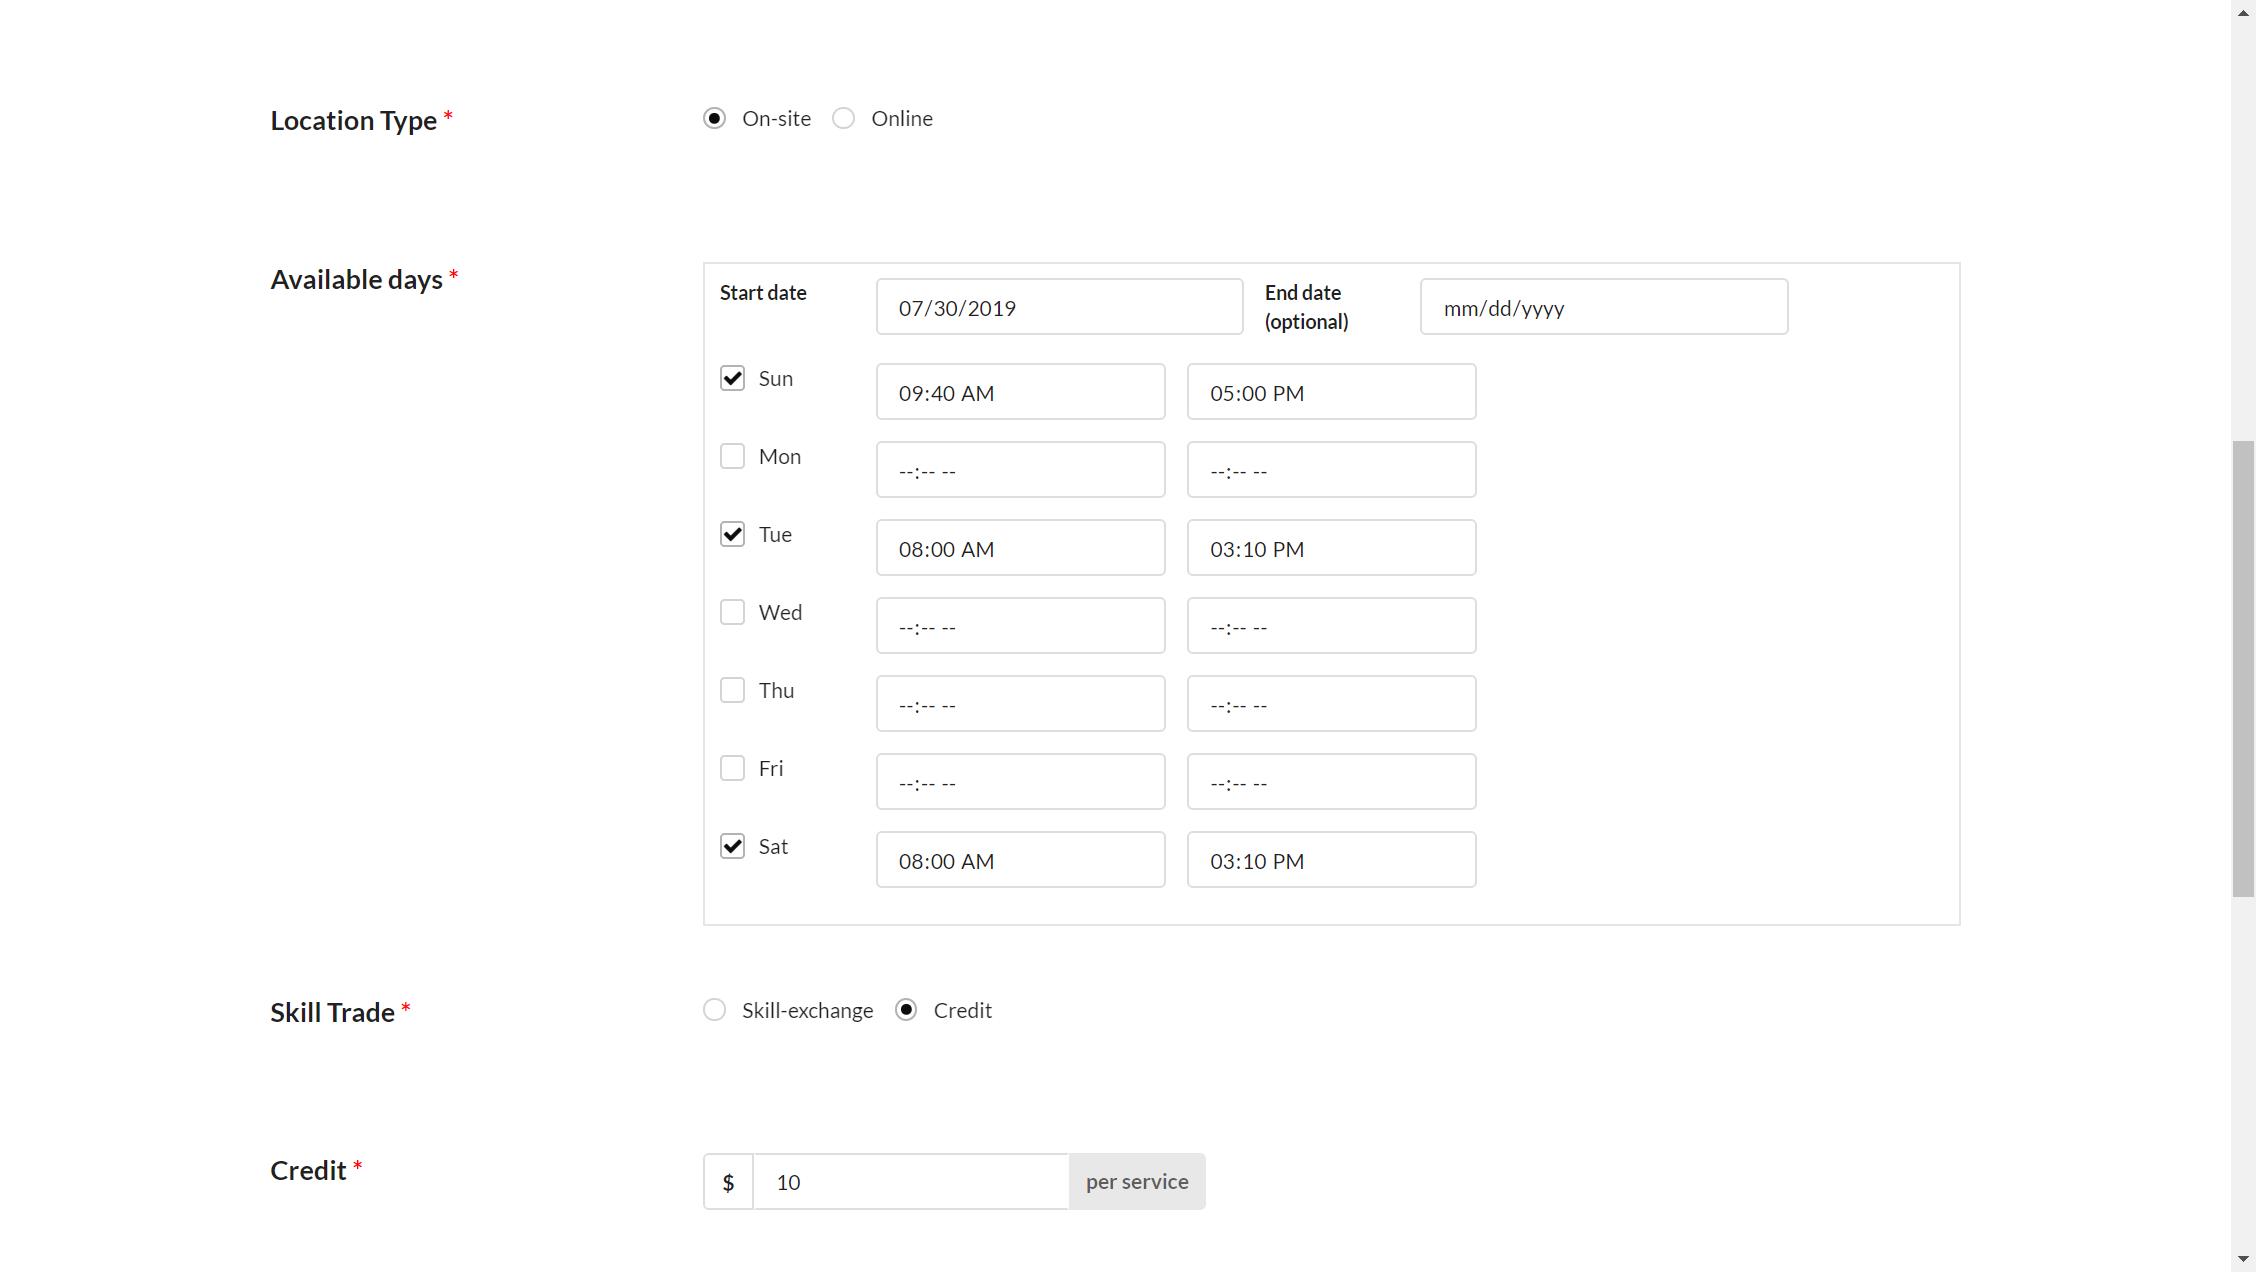 Location Type *
On-site Online
Available days *
Start date 07/30/2019 End date (optional) mm/dd/yyyy
Sun 09:40 AM 05:00 PM
Mon --:-- -- --:-- --
Tue 08:00 AM 03:10 PM
Wed --:-- -- --:-- --
Thu --:-- -- --:-- --
Fri --:-- -- --:-- --
Sat 08:00 AM 03:10 PM
Skill Trade *
Skill-exchange Credit
Credit *
$ 10 per service